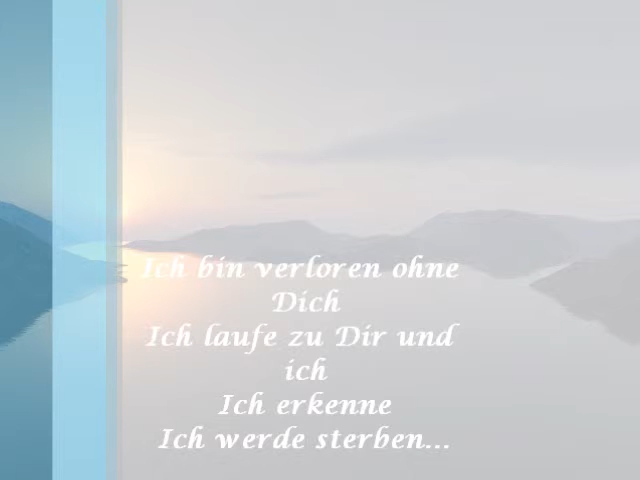 Ich bin verloren ohne
Dich
Ich laufe zu Dir und
ich
Ich erkenne
Ich werde sterben...